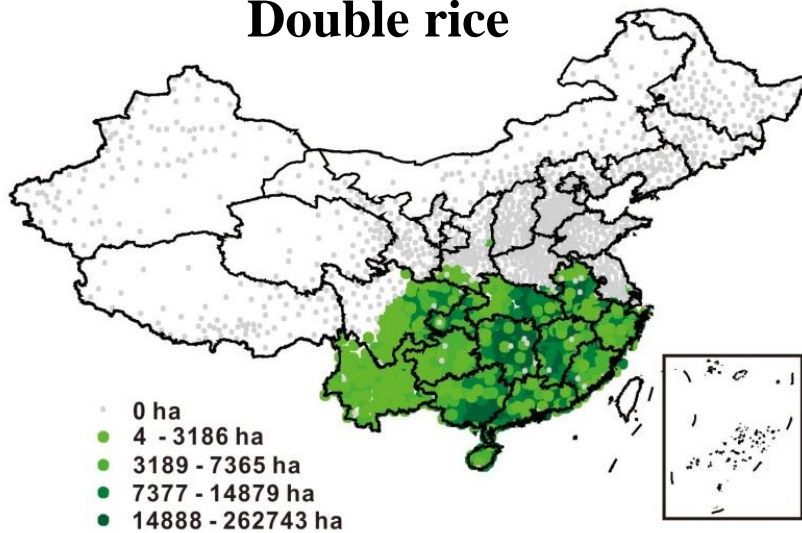 Double rice
0 ha
4 - 3186 ha
3189 - 7365 ha
7377 - 14879 ha
14888 - 262743 ha